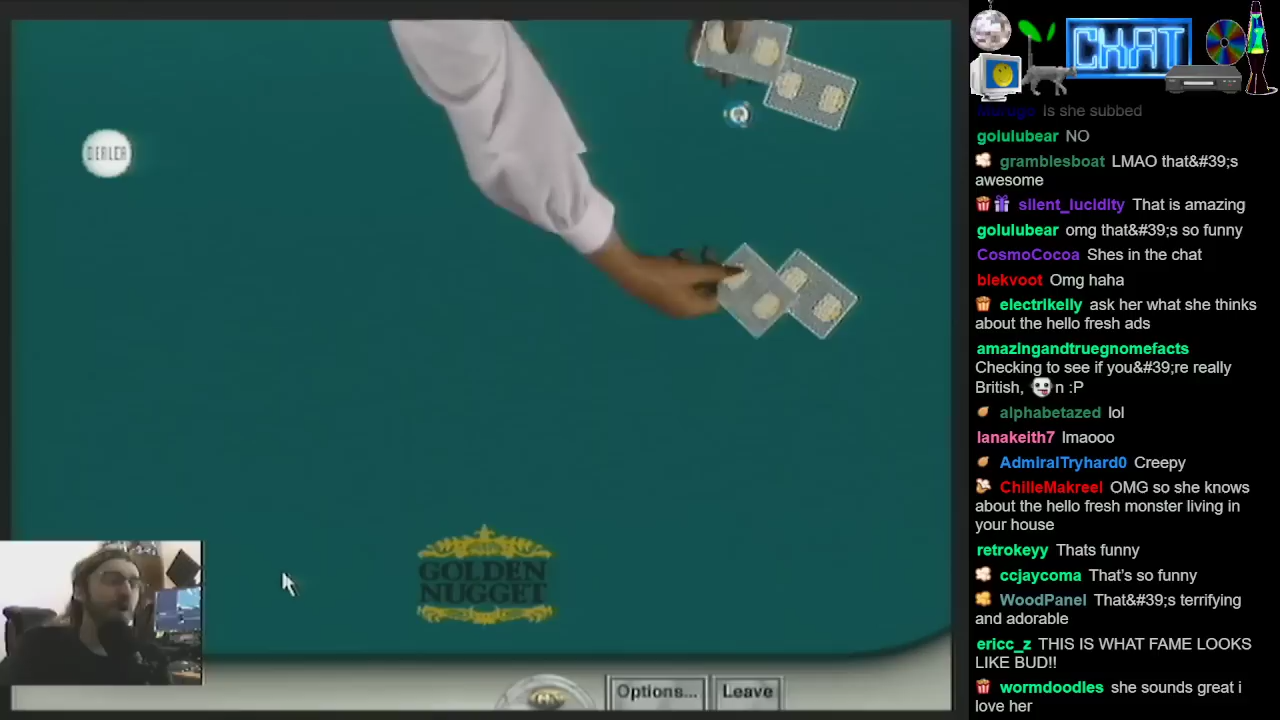 DEALER
GOLDEN
NUGGET
GN
Options...
Leave
CHAT
meruge Is she subbed
golulubear NO
gramblesboat LMAO that&#39;s
awesome
silent_lucidity That is amazing
golulubear omg that&#39;s so funny
CosmoCocoa Shes in the chat
blekvoot Omg haha
electrikelly ask her what she thinks
about the hello fresh ads
amazingandtruegnomefacts
Checking to see if you&#39;re really
British, n :P
alphabetazed lol
lanakeith7 lmaooo
AdmiralTryhard0 Creepy
ChilleMakreel OMG so she knows
about the hello fresh monster living in
your house
retrokeyy Thats funny
ccjaycoma That's so funny
WoodPanel That&#39;s terrifying
and adorable
ericc_z THIS IS WHAT FAME LOOKS
LIKE BUD!!
wormdoodles she sounds great i
love her